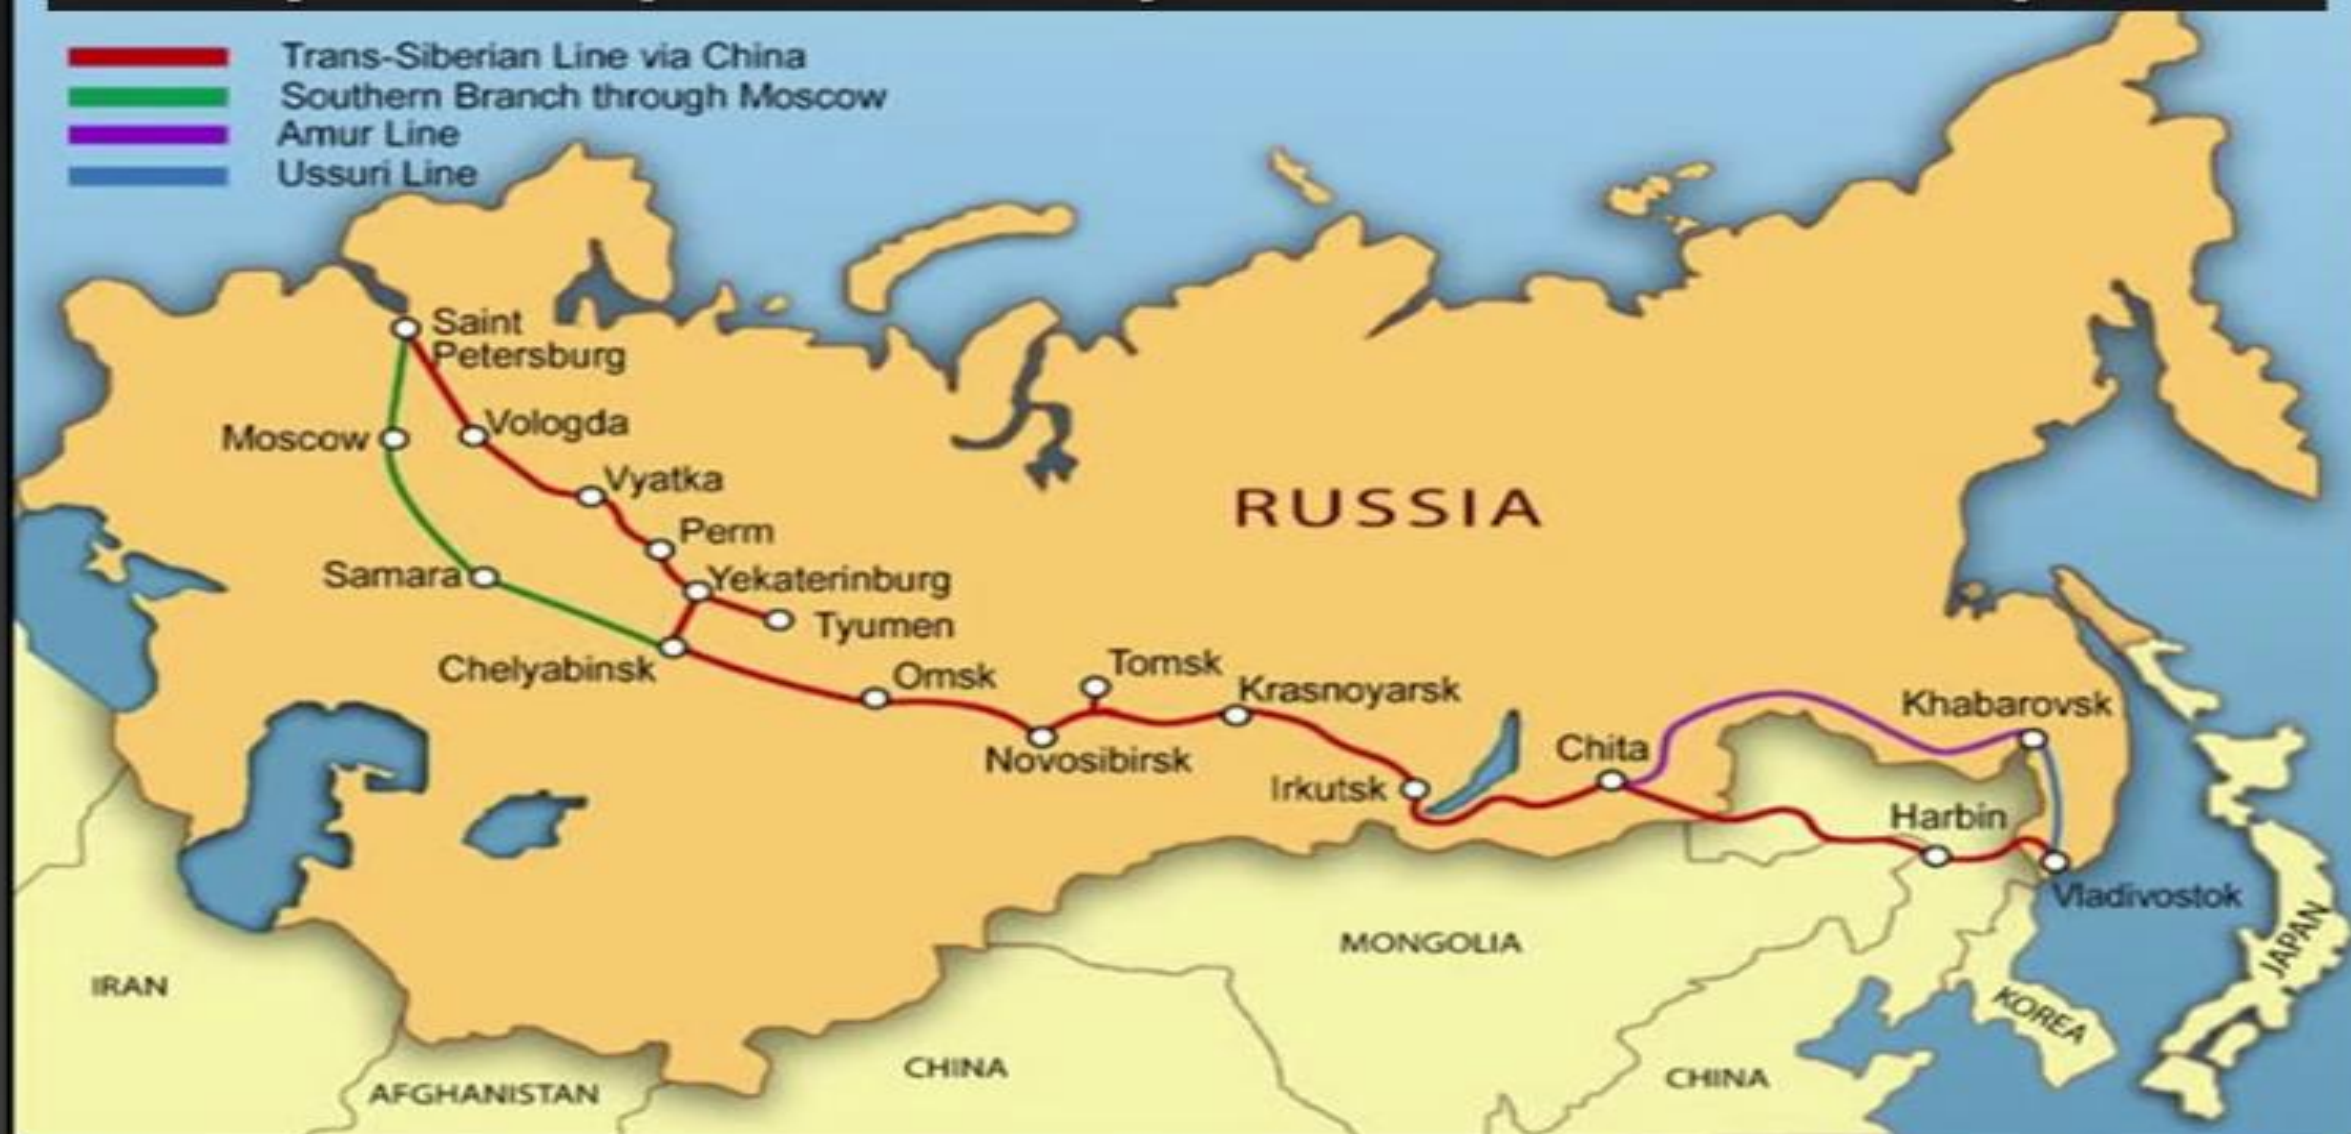 Trans-Siberian Line via China
Southern Branch through Moscow
Amur Line
Ussuri Line
Saint
Petersburg
Moscow
Vologda
Vyatka
Perm
Samara
Yekaterinburg
Tyumen
Chelyabinsk
Omsk
Tomsk
Krasnoyarsk
Novosibirsk
RUSSIA
Irkutsk
Chita
Khabarovsk
Harbin
Vladivostok
MONGOLIA
IRAN
AFGHANISTAN
CHINA
CHINA
KOREA
JAPAN